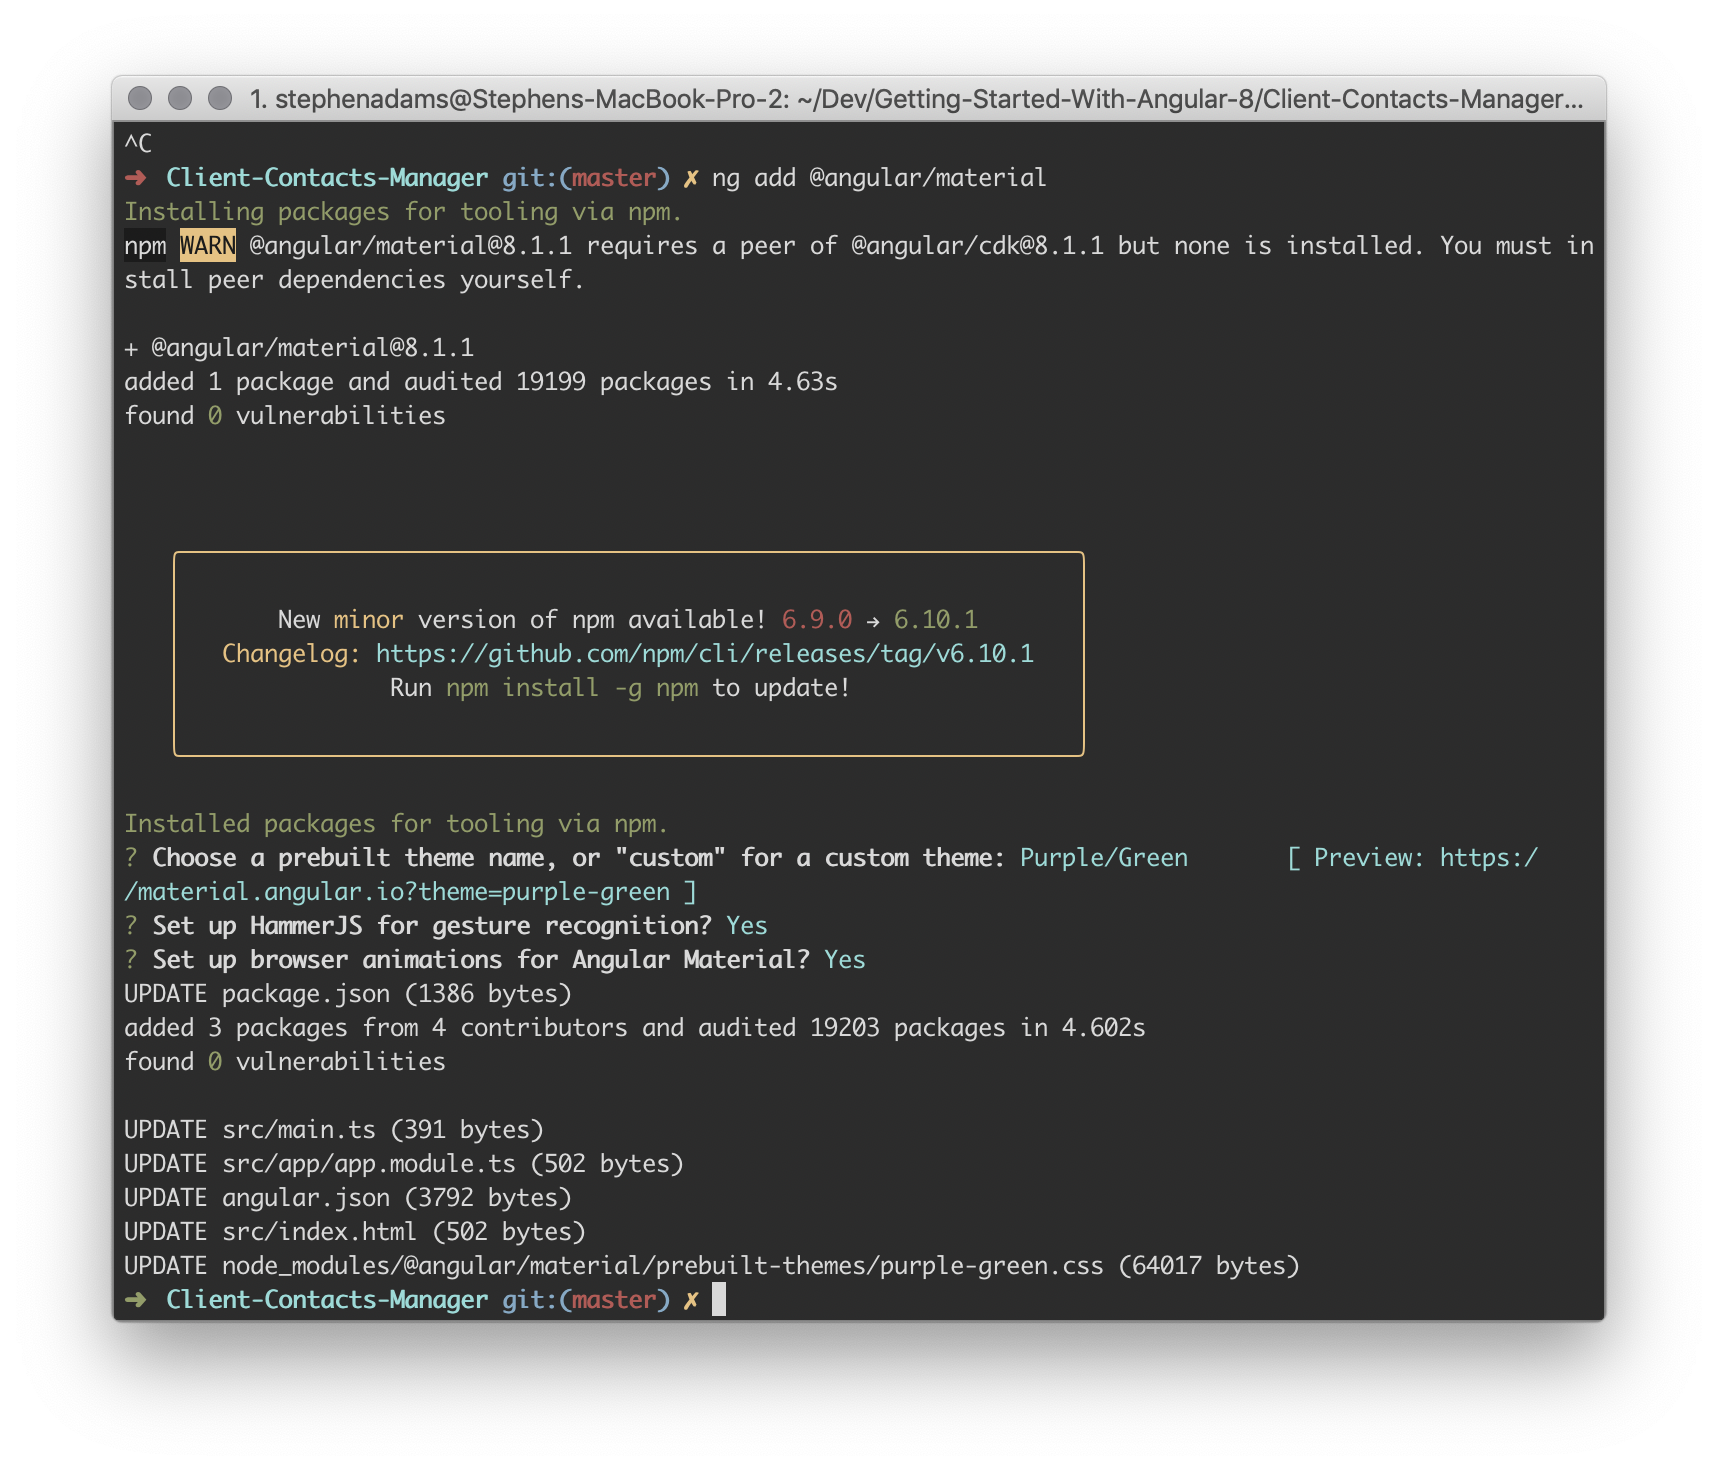 1. stephenadams@Stephens-MacBook-Pro-2: ~/Dev/Getting-Started-With-Angular-8/Client-Contacts-Manager...
^C
➜ Client-Contacts-Manager git:(master) ✗ ng add @angular/material
Installing packages for tooling via npm.
npm WARN @angular/material@8.1.1 requires a peer of @angular/cdk@8.1.1 but none is installed. You must in
stall peer dependencies yourself.
+ @angular/material@8.1.1
added 1 package and audited 19199 packages in 4.63s
found 0 vulnerabilities
New minor version of npm available! 6.9.0 → 6.10.1
Changelog: https://github.com/npm/cli/releases/tag/v6.10.1
Run npm install -g npm to update!
Installed packages for tooling via npm.
? Choose a prebuilt theme name, or "custom" for a custom theme: Purple/Green [ Preview: https:/
/material.angular.io?theme=purple-green ]
? Set up HammerJS for gesture recognition? Yes
? Set up browser animations for Angular Material? Yes
UPDATE package.json (1386 bytes)
added 3 packages from 4 contributors and audited 19203 packages in 4.602s
found 0 vulnerabilities
UPDATE src/main.ts (391 bytes)
UPDATE src/app/app.module.ts (502 bytes)
UPDATE angular.json (3792 bytes)
UPDATE src/index.html (502 bytes)
UPDATE node_modules/@angular/material/prebuilt-themes/purple-green.css (64017 bytes)
➜ Client-Contacts-Manager git:(master) ✗